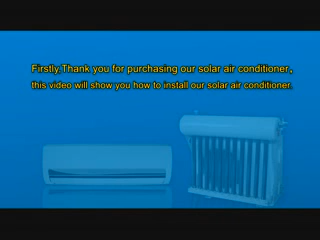 Firstly,Thank you for purchasing our solar air conditioner,
this video will show you how to install our solar air conditioner.